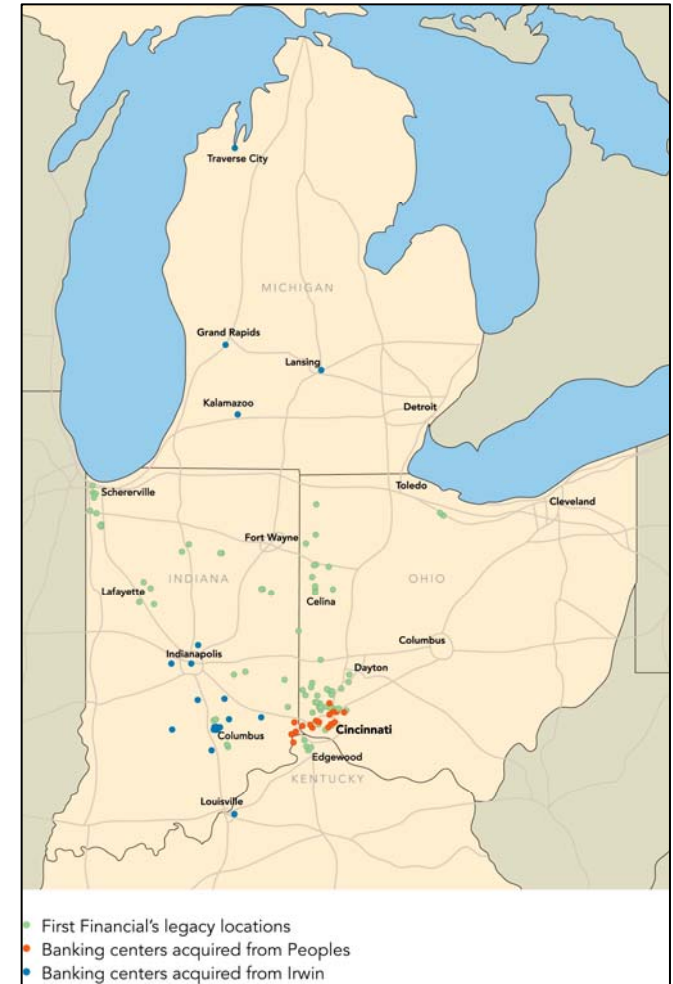 Traverse City
MICHIGAN
Grand Rapids
Lansing
Kalamazoo
Detroit
Schererville
Toledo
Cleveland
Fort Wayne
INDIANA
OHIO
Lafayette
Celina
Columbus
Indianapolis
Dayton
Cincinnati
Columbus
Edgewood
KENTUCKY
Louisville
First Financial's legacy locations
Banking centers acquired from Peoples
Banking centers acquired from Irwin